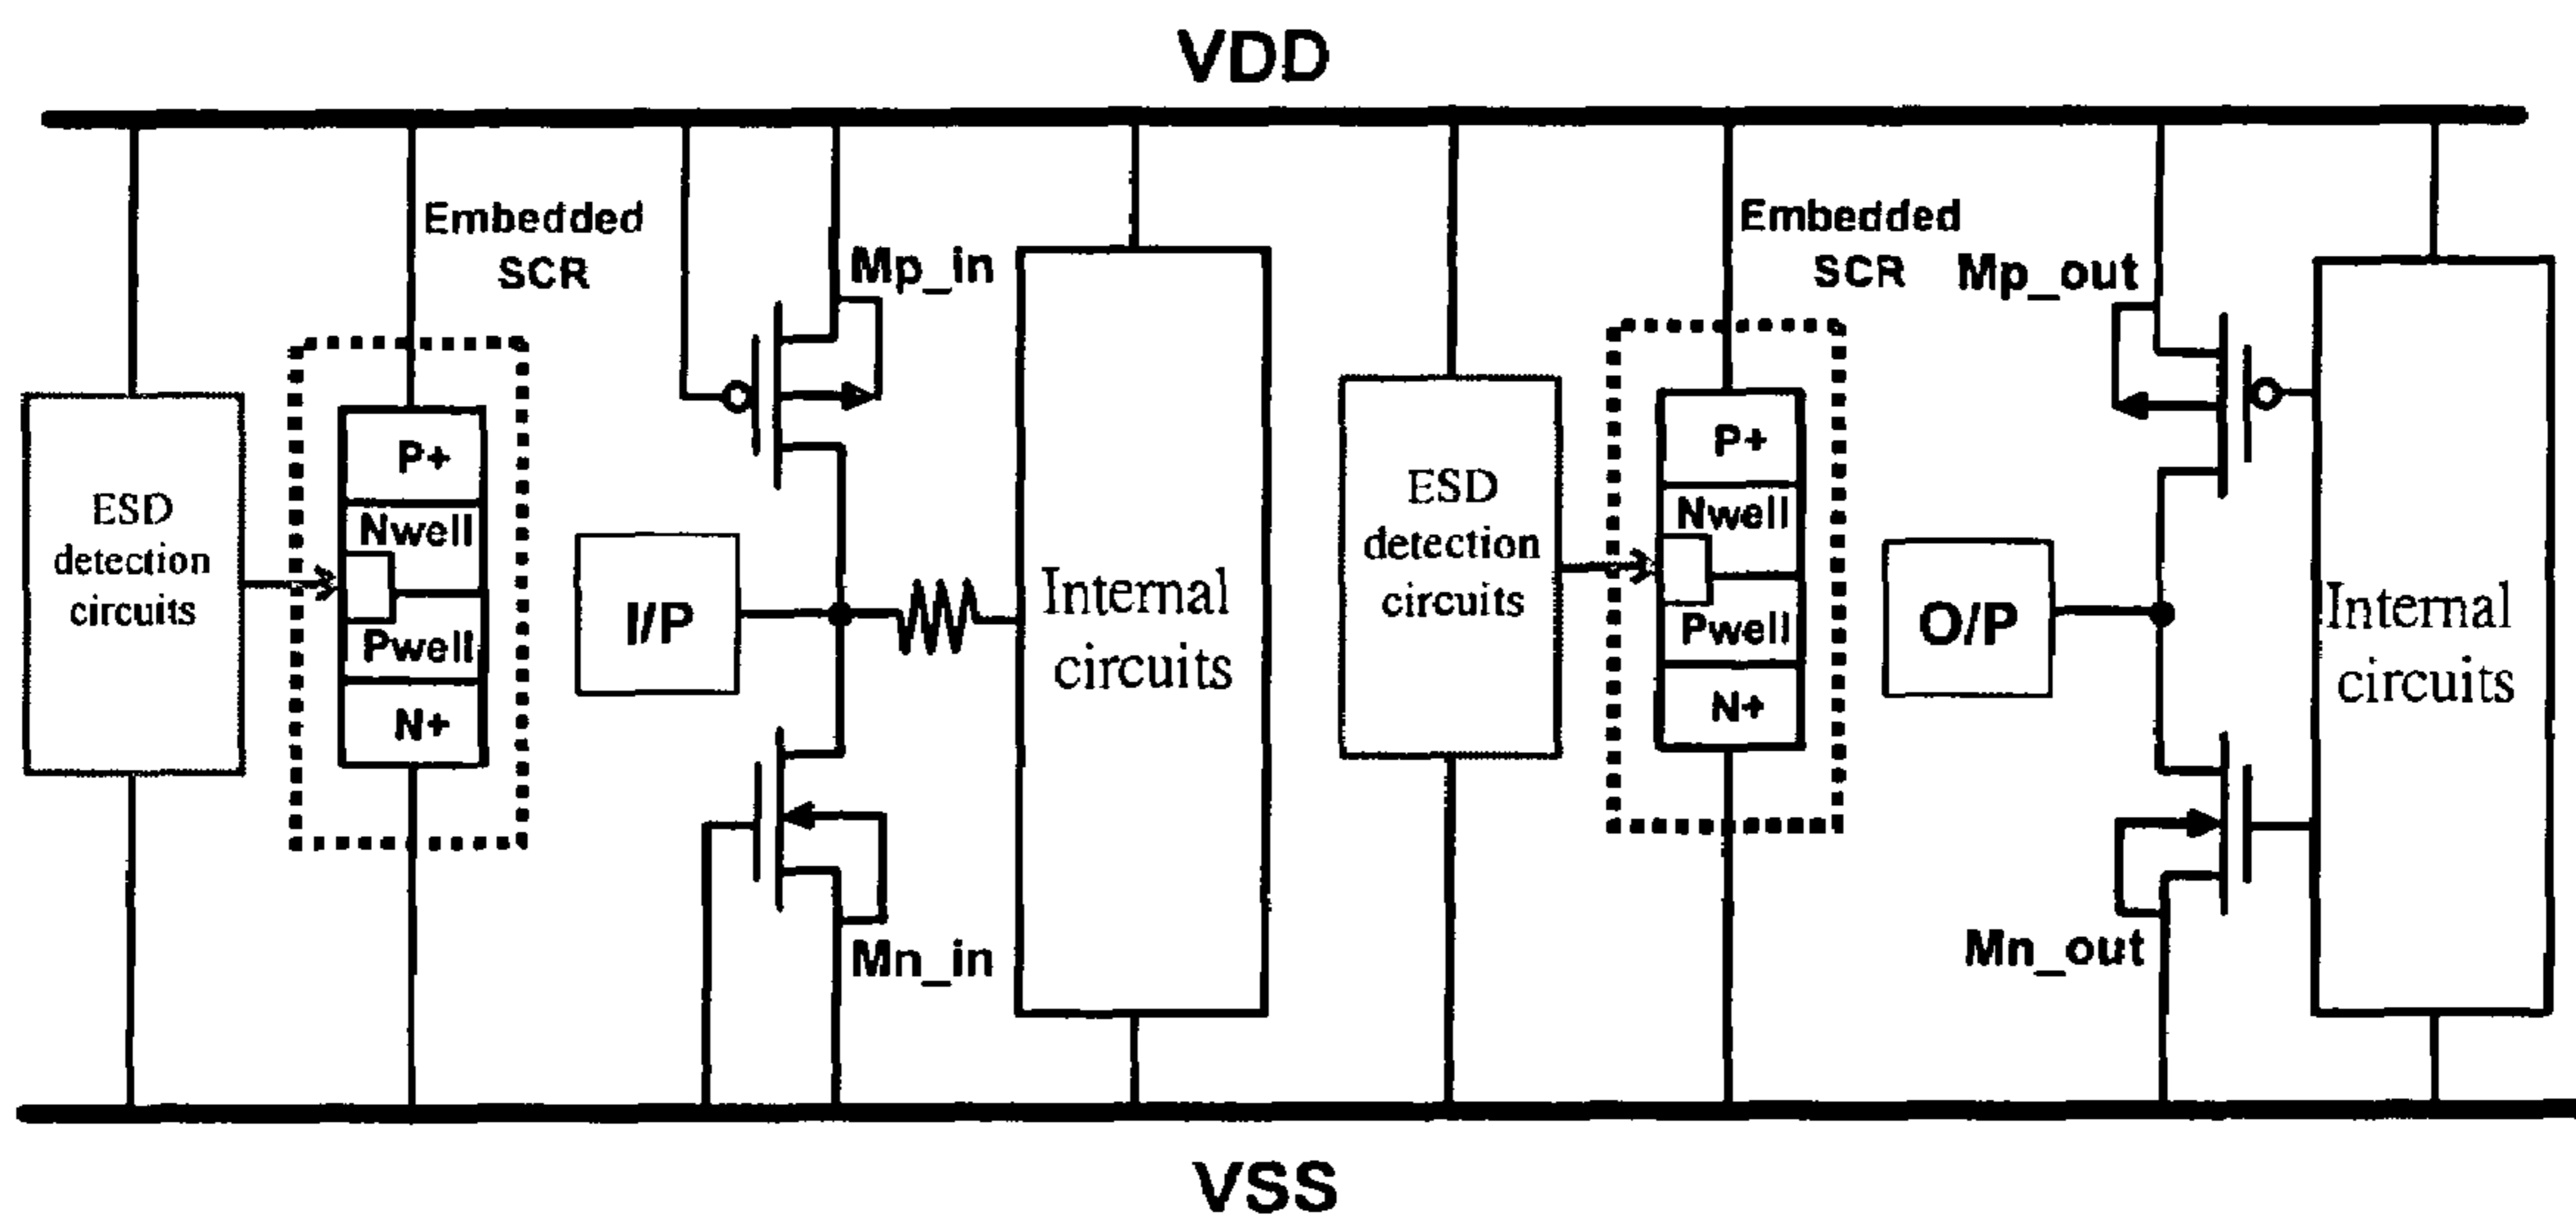 VDD
Embedded
SCR
Mp_in
Embedded
SCR
Mp_out
P+
Nwell
Pwell
N+
ESD
detection
circuits
I/P
Internal
circuits
Mn_in
ESD
detection
circuits
P+
Nwell
Pwell
N+
O/P
Internal
circuits
Mn_out
VSS